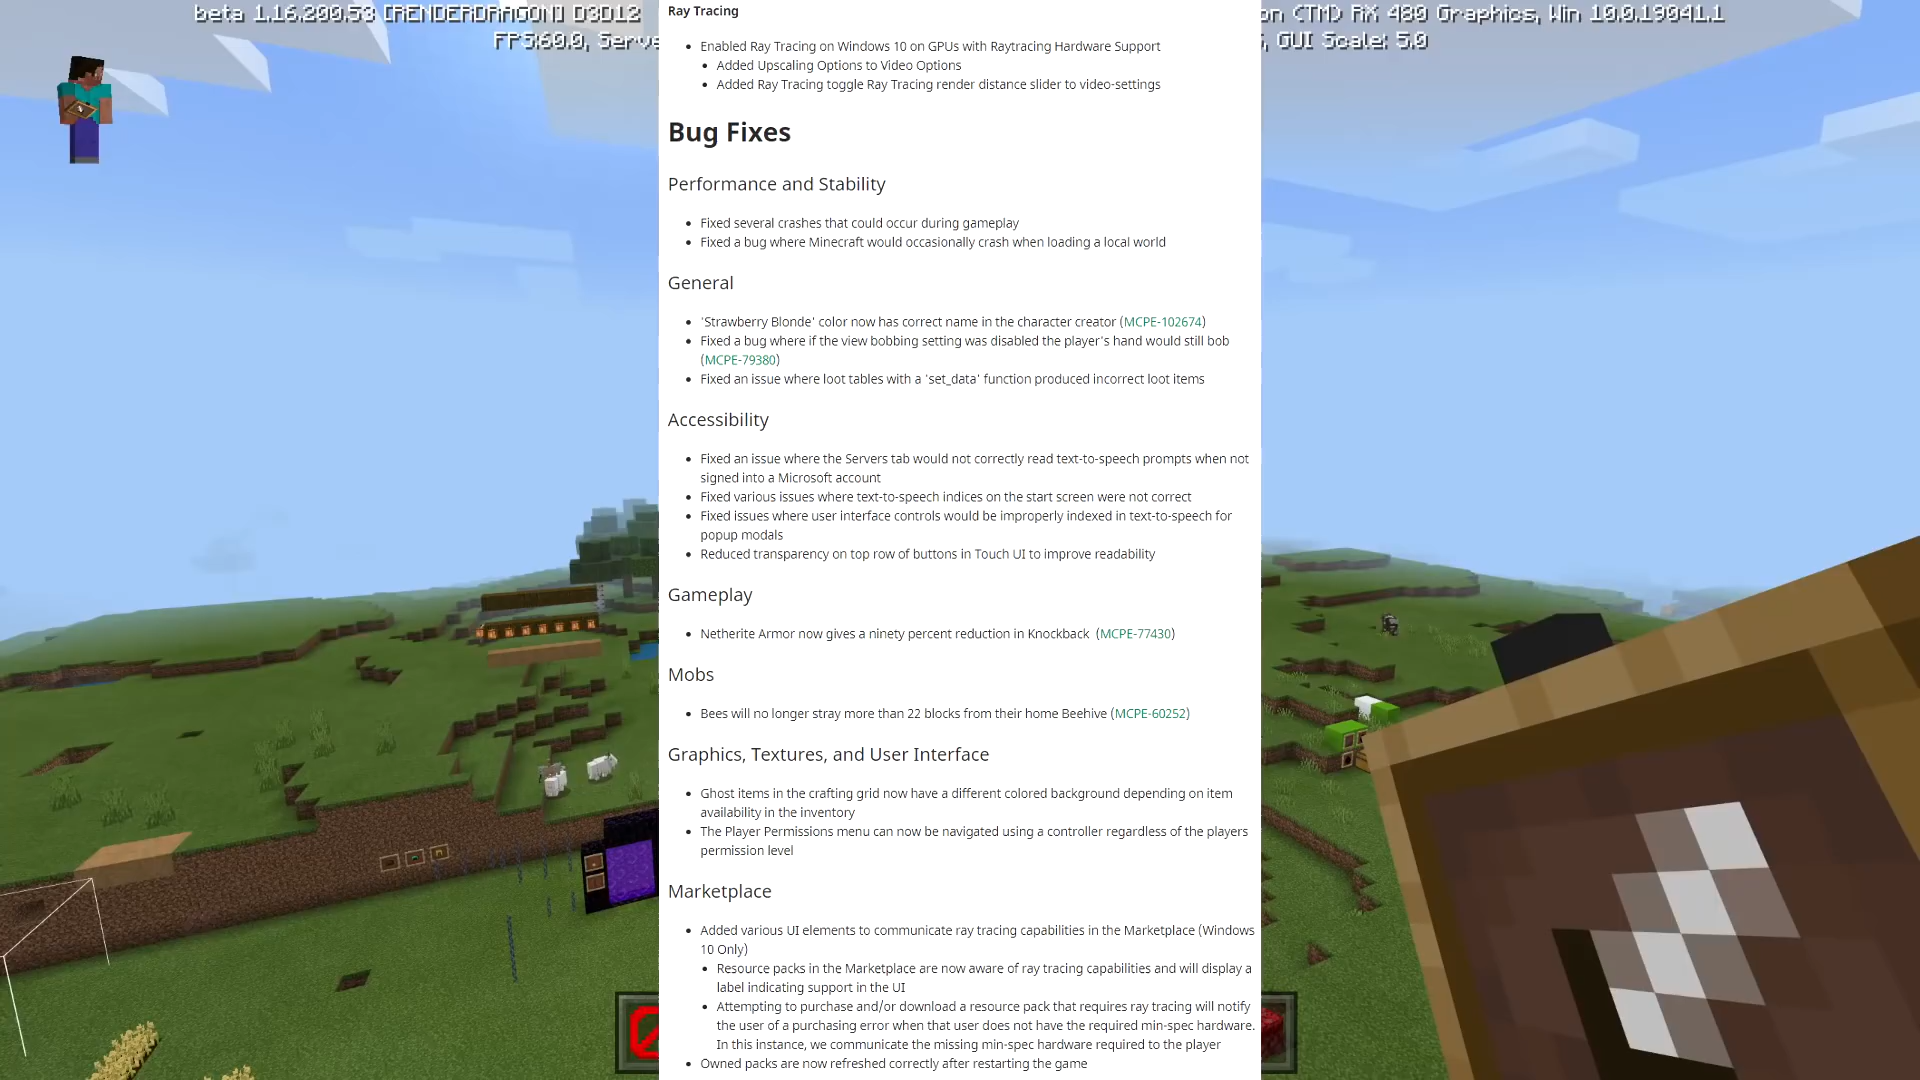 beta 1.16.200.53 [RENDERDRAGON] D3D12
on (TM) RX 480 Graphics, Win 10.0.19041.1
FPS:60.0, Serve
GUI Scale: 5.0
Ray Tracing
• Enabled Ray Tracing on Windows 10 on GPUs with Raytracing Hardware Support
• Added Upscaling Options to Video Options
• Added Ray Tracing toggle Ray Tracing render distance slider to video-settings
Bug Fixes
Performance and Stability
• Fixed several crashes that could occur during gameplay
• Fixed a bug where Minecraft would occasionally crash when loading a local world
General
• 'Strawberry Blonde' color now has correct name in the character creator (MCPE-102674)
• Fixed a bug where if the view bobbing setting was disabled the player's hand would still bob
(MCPE-79380)
• Fixed an issue where loot tables with a 'set_data' function produced incorrect loot items
Accessibility
• Fixed an issue where the Servers tab would not correctly read text-to-speech prompts when not
signed into a Microsoft account
• Fixed various issues where text-to-speech indices on the start screen were not correct
• Fixed issues where user interface controls would be improperly indexed in text-to-speech for
popup modals
• Reduced transparency on top row of buttons in Touch UI to improve readability
Gameplay
• Netherite Armor now gives a ninety percent reduction in Knockback (MCPE-77430)
Mobs
• Bees will no longer stray more than 22 blocks from their home Beehive (MCPE-60252)
Graphics, Textures, and User Interface
• Ghost items in the crafting grid now have a different colored background depending on item
availability in the inventory
• The Player Permissions menu can now be navigated using a controller regardless of the players
permission level
Marketplace
• Added various UI elements to communicate ray tracing capabilities in the Marketplace (Windows
10 Only)
• Resource packs in the Marketplace are now aware of ray tracing capabilities and will display a
label indicating support in the UI
• Attempting to purchase and/or download a resource pack that requires ray tracing will notify
the user of a purchasing error when that user does not have the required min-spec hardware.
In this instance, we communicate the missing min-spec hardware required to the player
• Owned packs are now refreshed correctly after restarting the game